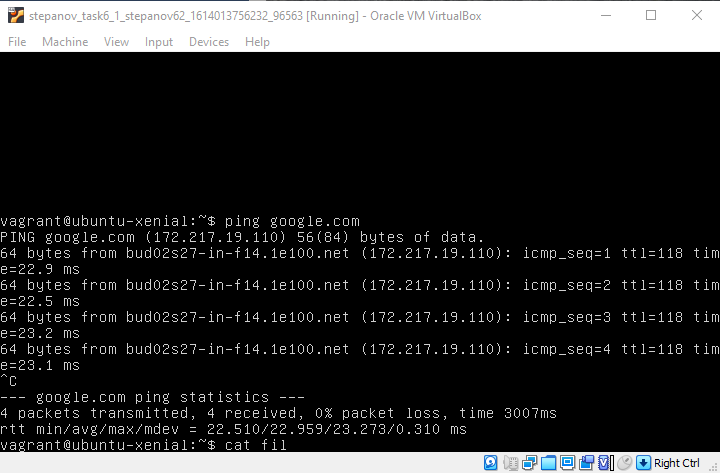 stepanov_task6_1_stepanov62_1614013756232_96563 [Running] - Oracle VM VirtualBox
File Machine View Input Devices Help
vagrant@ubuntu-xenial:~$ ping google.com
PING google.com (172.217.19.110) 56(84) bytes of data.
64 bytes from bud02s27-in-f14.1e100.net (172.217.19.110): icmp_seq=1 ttl=118 tim
e=22.9 ms
64 bytes from bud02s27-in-f14.1e100.net (172.217.19.110): icmp_seq=2 ttl=118 tim
e=22.5 ms
64 bytes from bud02s27-in-f14.1e100.net (172.217.19.110): icmp_seq=3 ttl=118 tim
e=23.2 ms
64 bytes from bud02s27-in-f14.1e100.net (172.217.19.110): icmp_seq=4 ttl=118 tim
e=23.1 ms
^C
--- google.com ping statistics ---
4 packets transmitted, 4 received, 0% packet loss, time 3007ms
rtt min/avg/max/mdev = 22.510/22.959/23.273/0.310 ms
vagrant@ubuntu-xenial:~$ cat fil
Right Ctrl